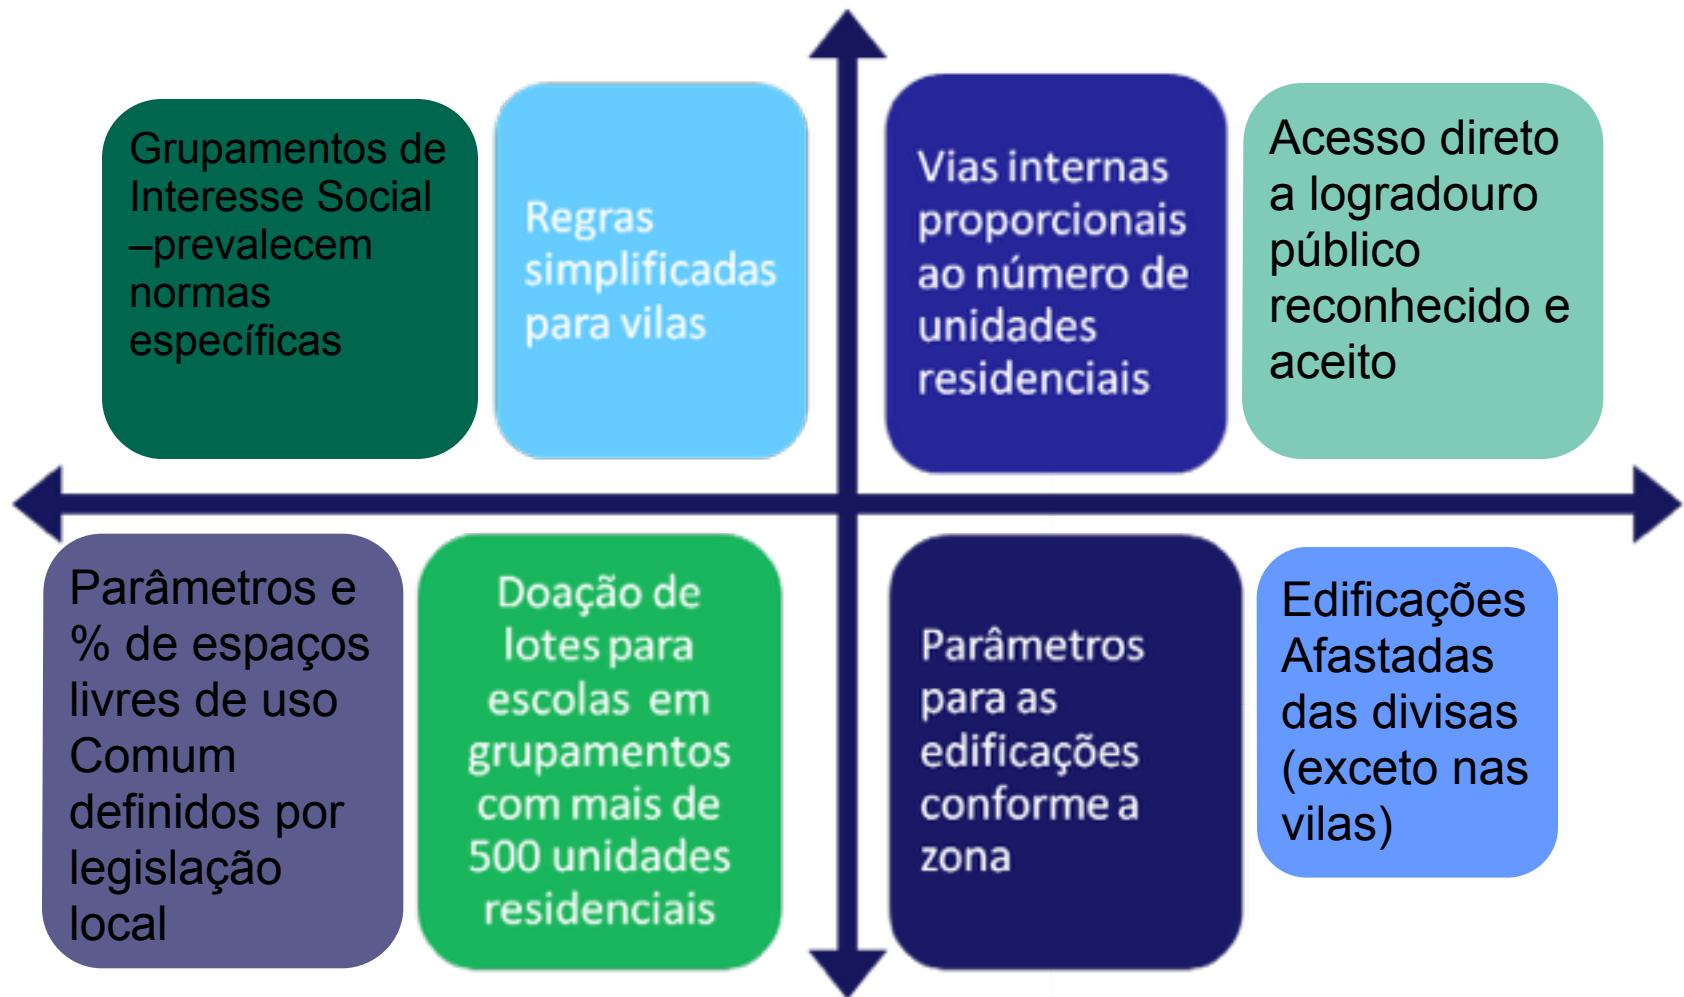 Grupamentos de
Interesse Social
–prevalecem
normas
específicas
Regras
simplificadas
para vilas
Vias internas
proporcionais
ao número de
unidades
residenciais
Acesso direto
a logradouro
público
reconhecido e
aceito
Parâmetros e
% de espaços
livres de uso
Comum
definidos por
legislação
local
Doação de
lotes para
escolas em
grupamentos
com mais de
500 unidades
residenciais
Parâmetros
para as
edificações
conforme a
zona
Edificações
Afastadas
das divisas
(exceto nas
vilas)